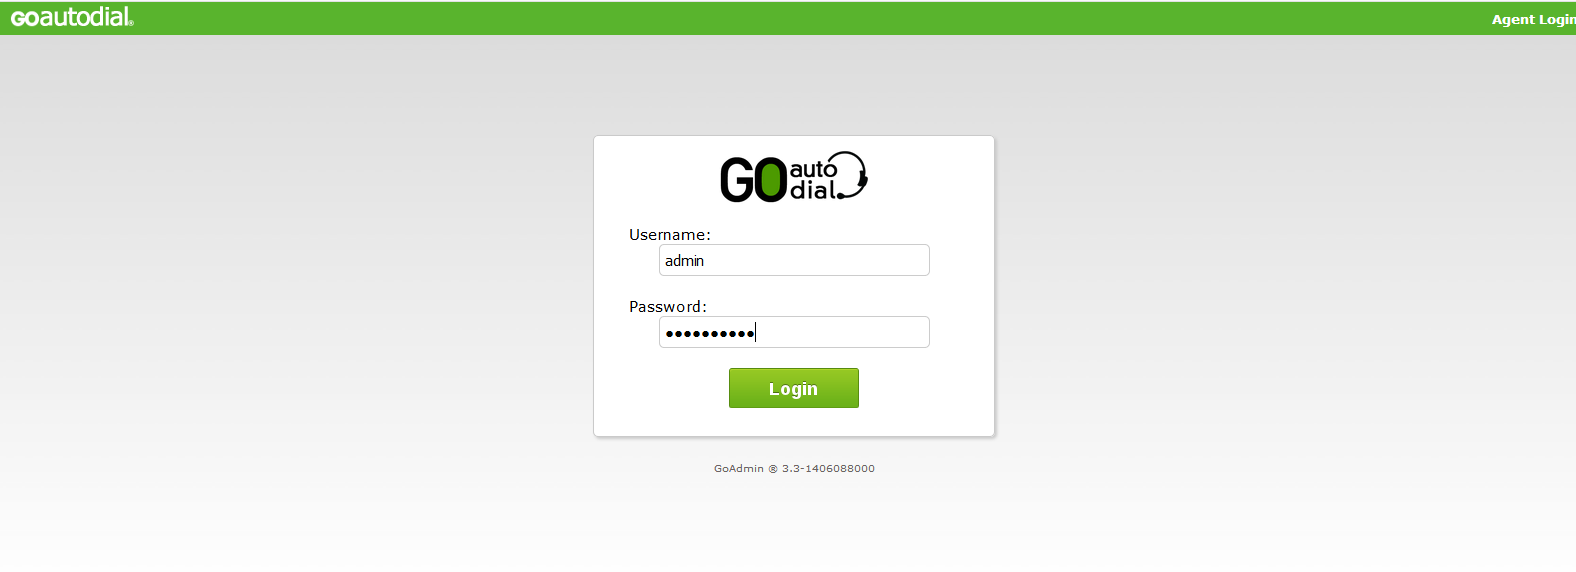 GOautodial®
Agent Login
GO auto
dial
Username:
admin
Password:
Login
GoAdmin @ 3.3-1406088000